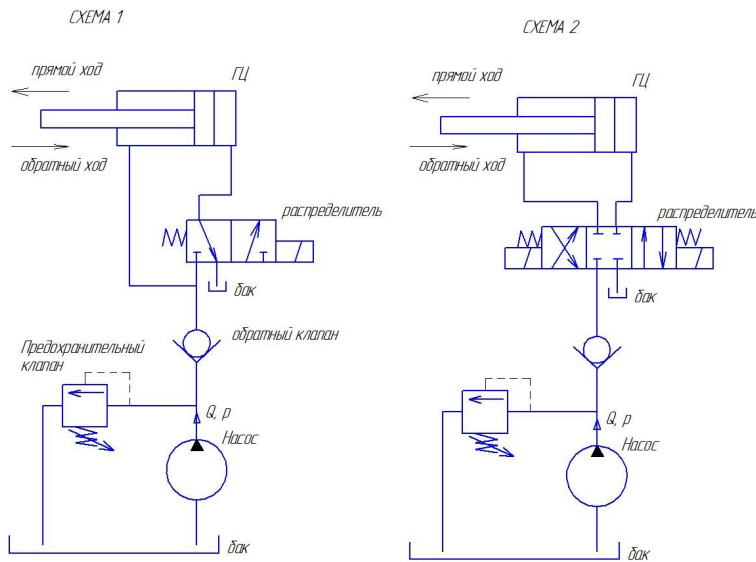 СХЕМА 1
прямой ход
ГЦ
обратный ход
распределитель
бак
обратный клапан
Предохранительный
клапан
Q, p
Насос
бак
СХЕМА 2
прямой ход
ГЦ
обратный ход
распределитель
бак
Q, p
Насос
бак